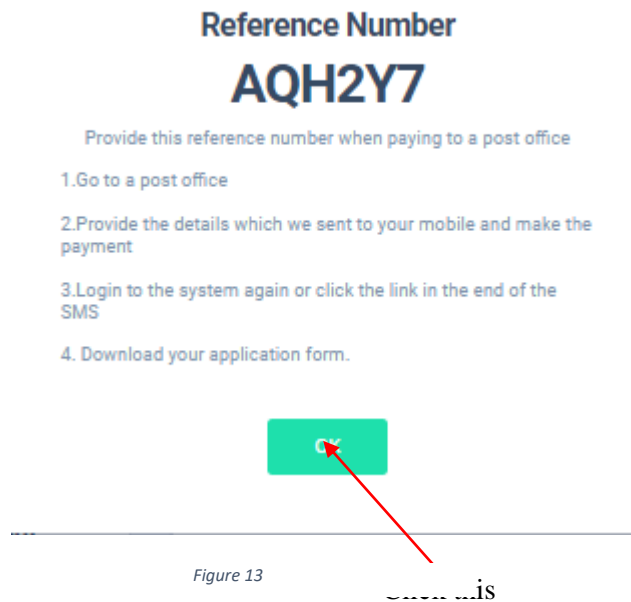 Reference Number
AQH2Y7
Provide this reference number when paying to a post office
1.Go to a post office
2.Provide the details which we sent to your mobile and make the
payment
3.Login to the system again or click the link in the end of the
SMS
4. Download your application form.
OK
Figure 13